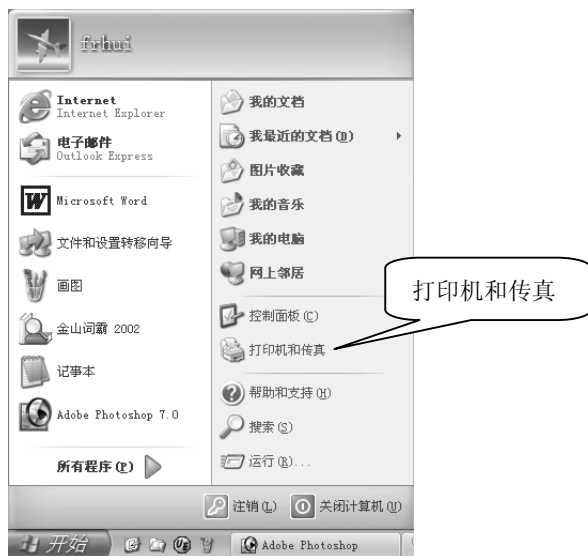 frhui
Internet
Internet Explorer
电子邮件
Outlook Express
Microsoft Word
文件和设置转移向导
画图
金山词霸 2002
记事本
Adobe Photoshop 7.0
所有程序(P)
我的文档
我最近的文档(D)
图片收藏
我的音乐
我的电脑
网上邻居
控制面板(C)
打印机和传真
帮助和支持(H)
搜索(S)
运行(R)...
打印机和传真
注销(L)
关闭计算机(U)
开始
Adobe Photoshop